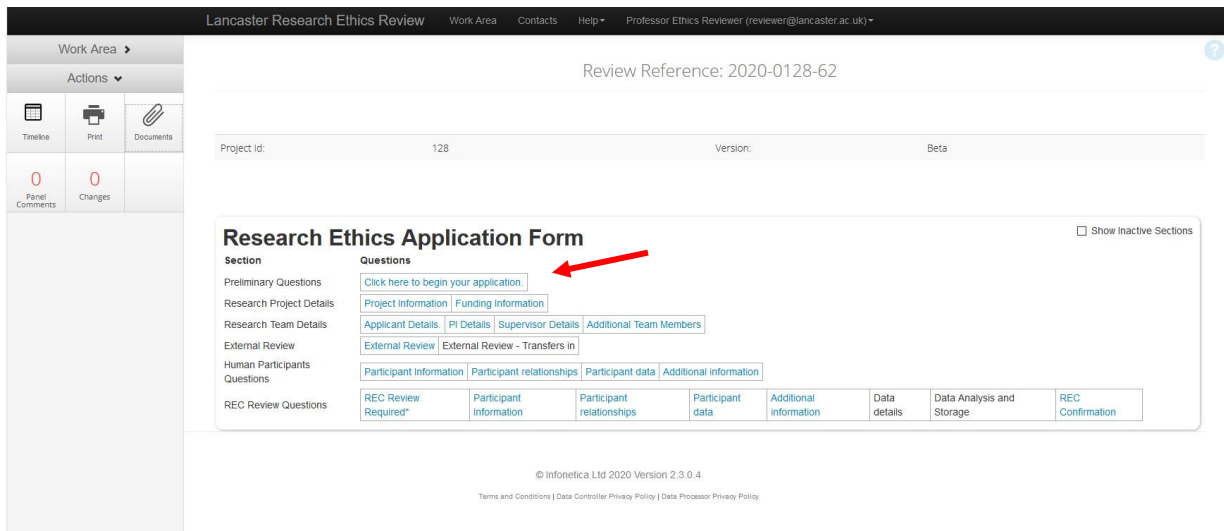 Lancaster Research Ethics Review Work Area Contacts Help Professor Ethics Reviewer (reviewer@lancaster.ac.uk)
Work Area
Actions
Timeline Print Documents
0 0
Panel Comments Changes
?
Review Reference: 2020-0128-62
Project Id: 128 Version: Beta
Research Ethics Application Form
Show Inactive Sections
Section Questions
Preliminary Questions Click here to begin your application.
Research Project Details Project Information Funding Information
Research Team Details Applicant Details. PI Details Supervisor Details Additional Team Members
External Review External Review External Review - Transfers in
Human Participants
Questions Participant Information Participant relationships Participant data Additional information
REC Review Questions REC Review Required* Participant Information Participant relationships Participant data Additional information Data details Data Analysis and Storage REC Confirmation
© Infonetica Ltd 2020 Version 2.3.0.4
Terms and Conditions | Data Controller Privacy Policy | Data Processor Privacy Policy